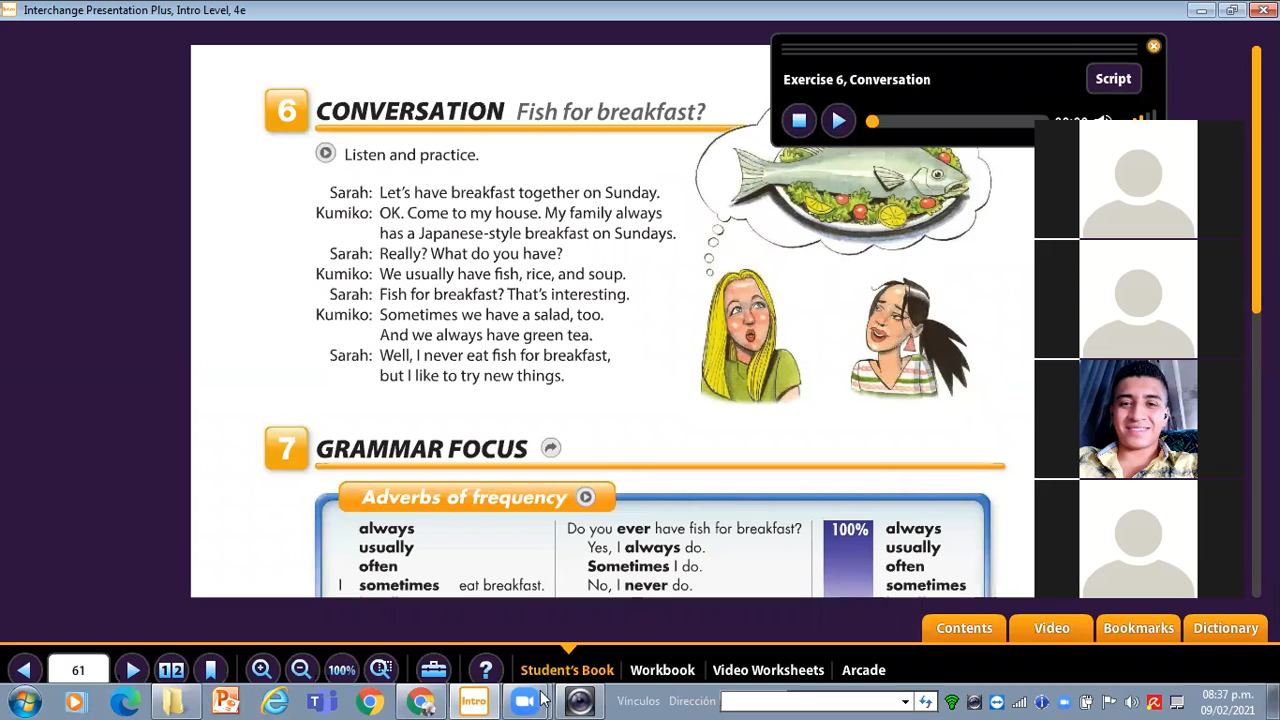 Interchange Presentation Plus, Intro Level, 4e
6 CONVERSATION Fish for breakfast?
Listen and practice.
Sarah: Let's have breakfast together on Sunday.
Kumiko: OK. Come to my house. My family always
has a Japanese-style breakfast on Sundays.
Sarah: Really? What do you have?
Kumiko: We usually have fish, rice, and soup.
Sarah: Fish for breakfast? That's interesting.
Kumiko: Sometimes we have a salad, too.
And we always have green tea.
Sarah: Well, I never eat fish for breakfast,
but I like to try new things.
Exercise 6, Conversation
Script
7 GRAMMAR FOCUS
Adverbs of frequency
always
usually
often
I sometimes eat breakfast.
Do you ever have fish for breakfast?
Yes, I always do.
Sometimes I do.
No, I never do.
100%
always
usually
often
sometimes
Contents Video Bookmarks Dictionary
61 12 100% ? Student's Book Workbook Video Worksheets Arcade
Intro Vínculos Dirección 08:37 p.m.
09/02/2021